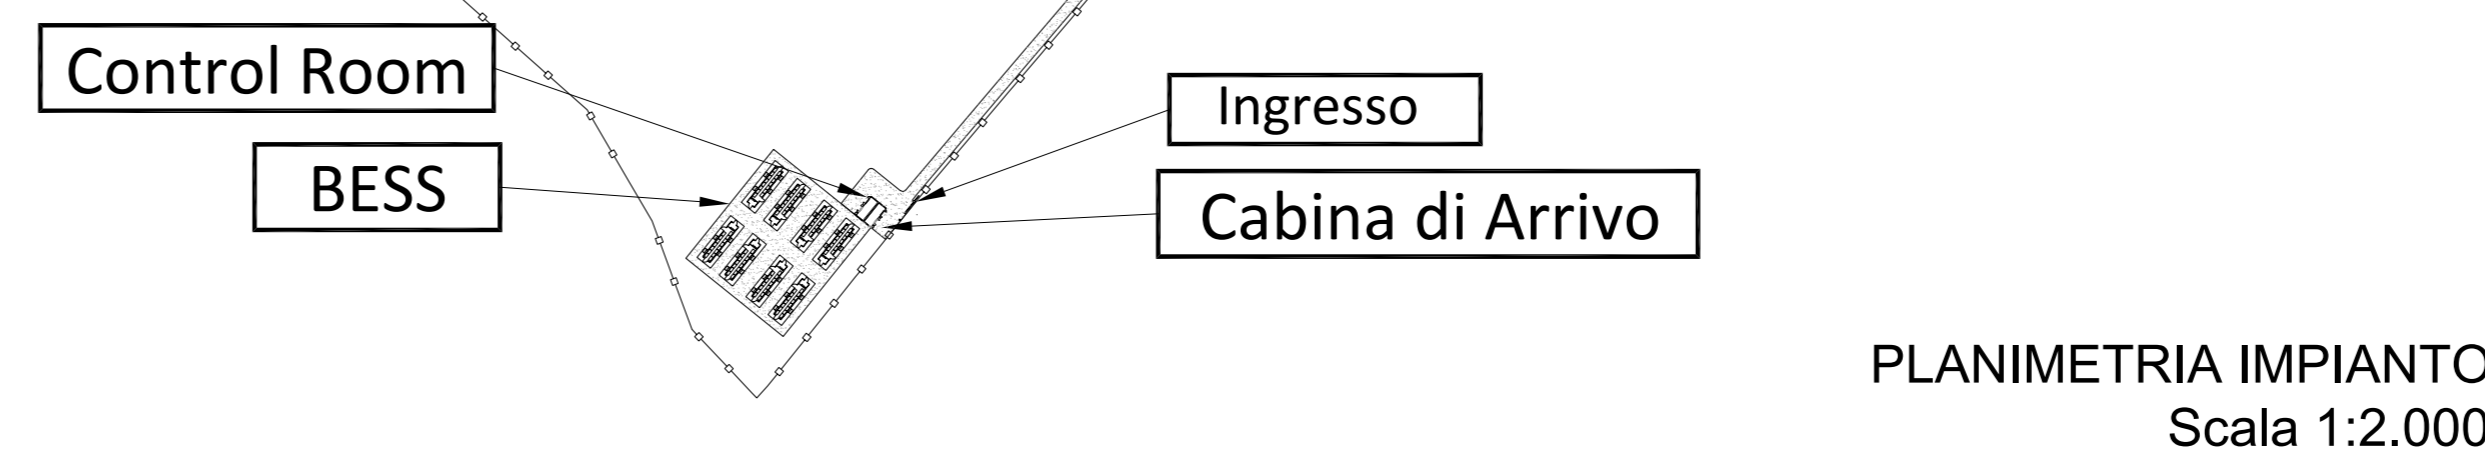 Control Room
Ingresso
BESS
Cabina di Arrivo
PLANIMETRIA IMPIANTO
Scala 1:2.000